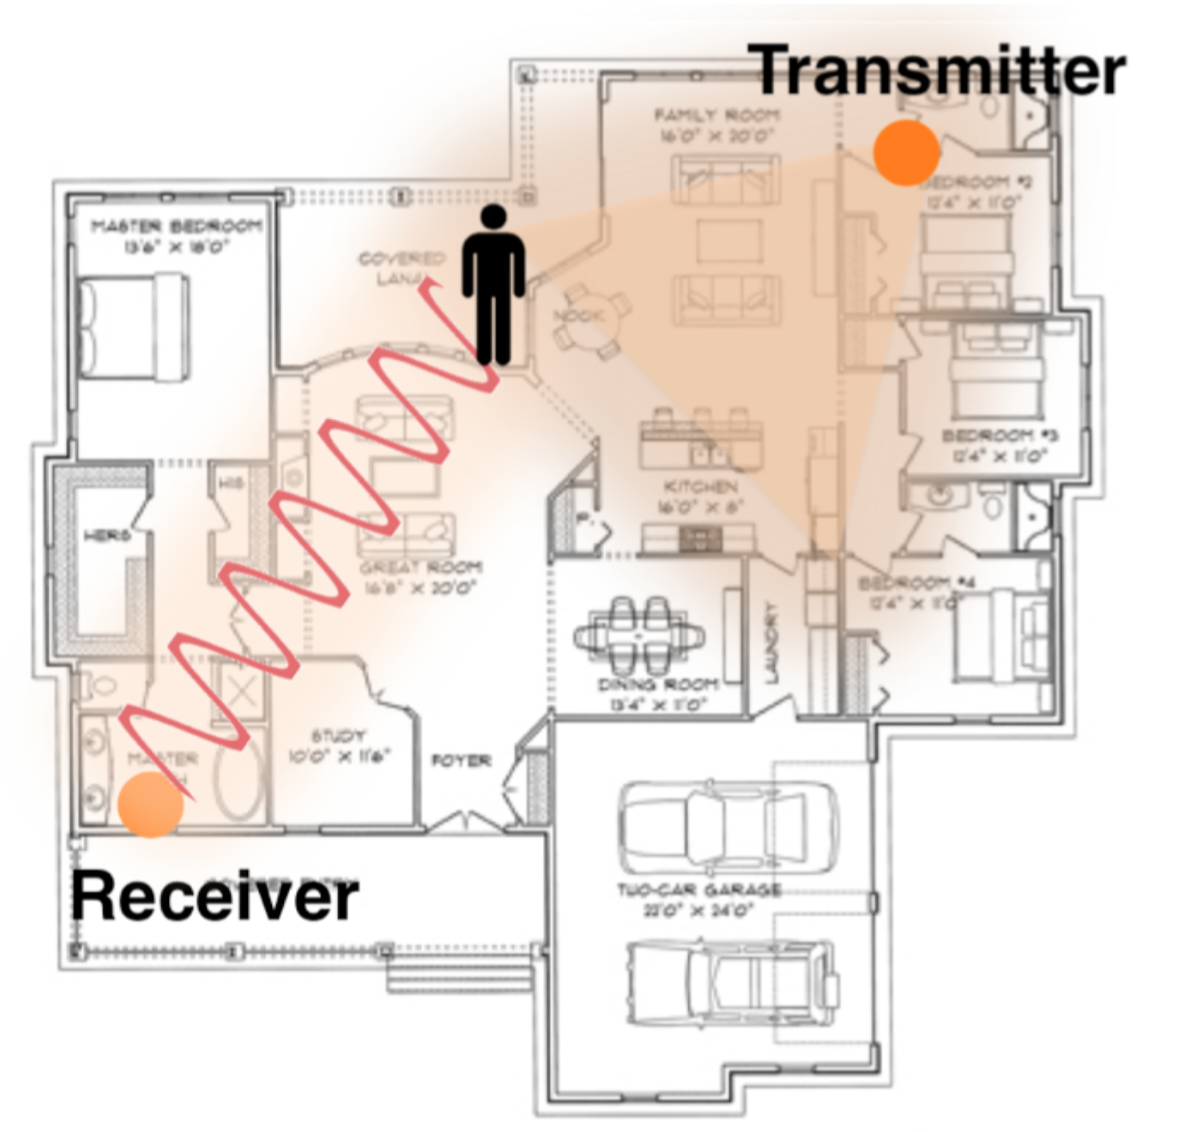 Transmitter
FAMILY ROOM
16'0" X 20'0"
BEDROOM #2
12'4" X 11'0"
MASTER BEDROOM
13'6" X 18'0"
COVERED
LANAI
NOOK
BEDROOM #3
12'4" X 11'0"
HIS
HERS
KITCHEN
16'0" X 8"
P.
GREAT ROOM
16'8" X 20'0"
BEDROOM #4
12'4" X 11'0"
LAUNDRY
DINING ROOM
13'4" X 11'0"
STUDY
10'0" X 11'6"
FOYER
MASTER
TWO-CAR GARAGE
22'0" X 24'0"
Receiver